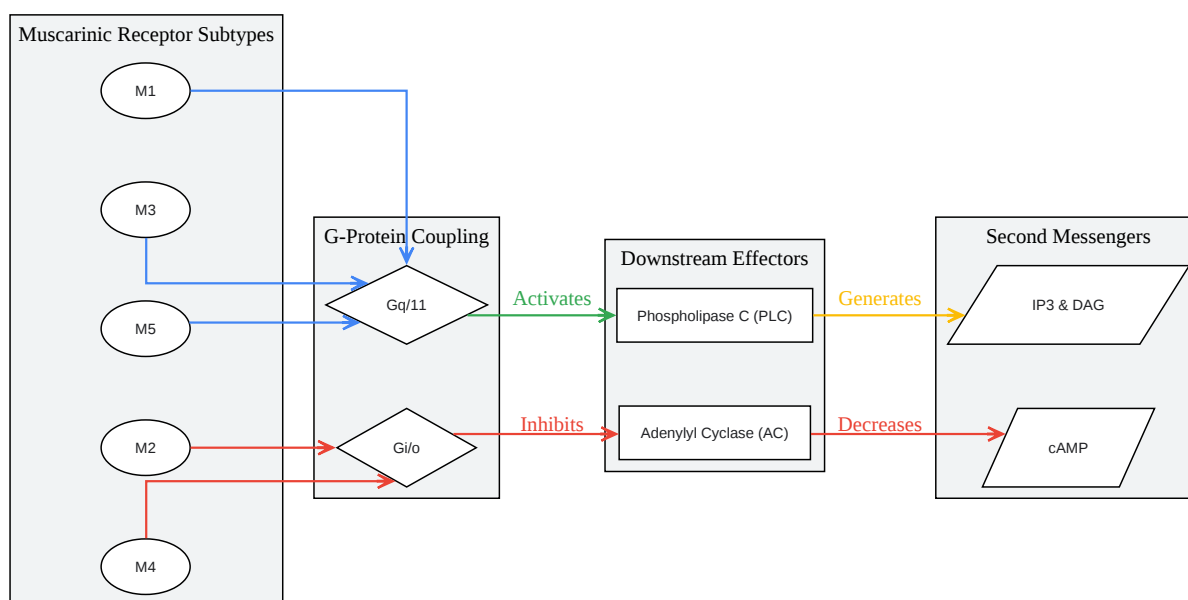 Muscarinic Receptor Subtypes
M1
M3
M5
M2
M4
G-Protein Coupling
Gq/11
Gi/o
Activates
Inhibits
Downstream Effectors
Phospholipase C (PLC)
Adenylyl Cyclase (AC)
Generates
Decreases
Second Messengers
IP3 & DAG
cAMP